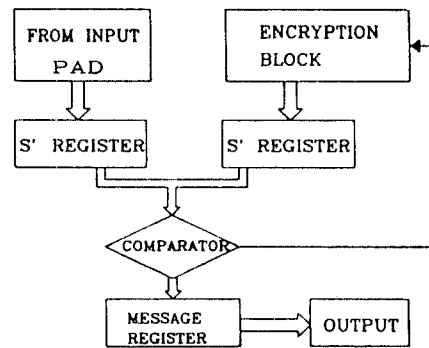 FROM INPUT
PAD
ENCRYPTION
BLOCK
S' REGISTER
S' REGISTER
COMPARATOR
MESSAGE
REGISTER
OUTPUT